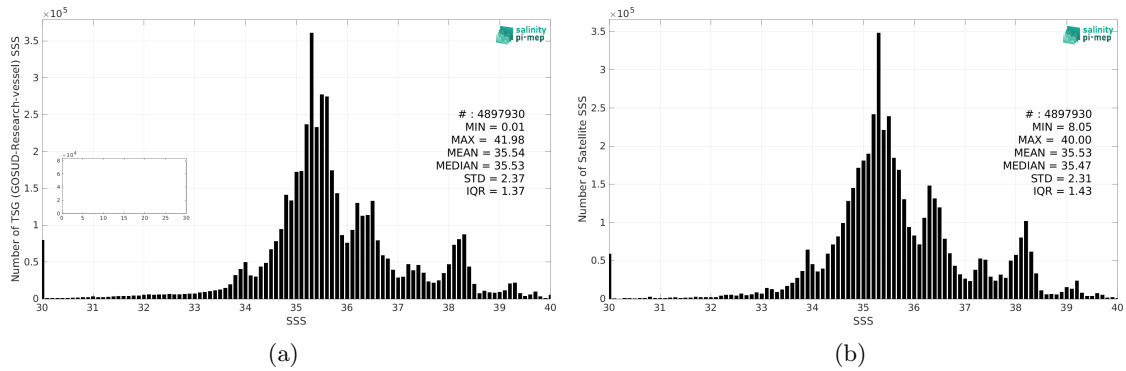 ×10^5
3.5
3
2.5
2
1.5
1
0.5
0
30 31 32 33 34 35 36 37 38 39 40
SSS
Number of TSG (GOSUD-Research-vessel) SSS
salinity
pi-mep
# : 4897930
MIN = 0.01
MAX = 41.98
MEAN = 35.54
MEDIAN = 35.53
STD = 2.37
IQR = 1.37
×10^4
8
6
4
2
0
0 5 10 15 20 25 30
(a)
×10^5
3.5
3
2.5
2
1.5
1
0.5
0
30 31 32 33 34 35 36 37 38 39 40
SSS
Number of Satellite SSS
salinity
pi-mep
# : 4897930
MIN = 8.05
MAX = 40.00
MEAN = 35.53
MEDIAN = 35.47
STD = 2.31
IQR = 1.43
(b)